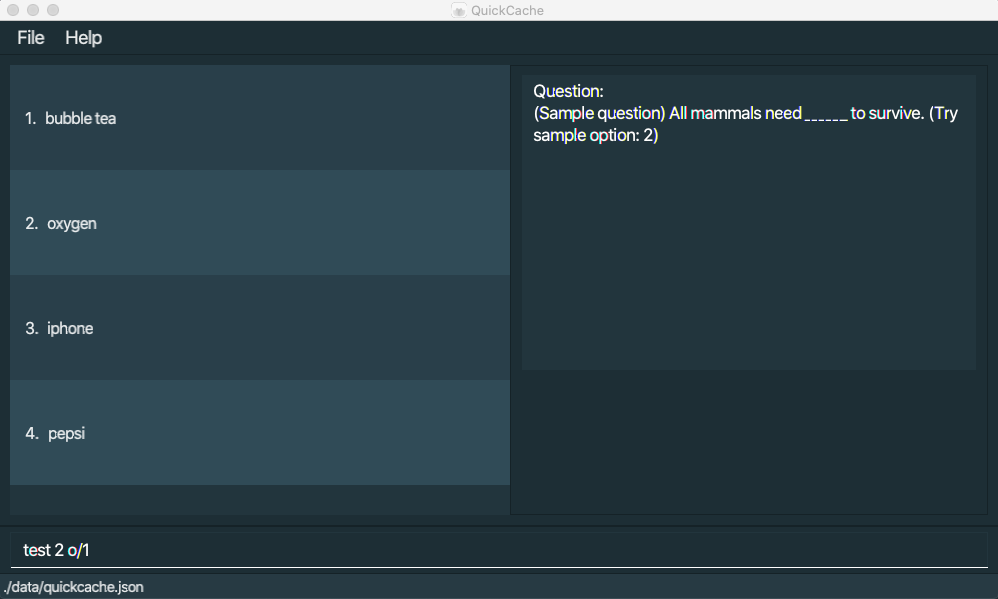 QuickCache
File Help
1. bubble tea
2. oxygen
3. iphone
4. pepsi
Question:
(Sample question) All mammals need ______ to survive. (Try
sample option: 2)
test 2 o/1
./data/quickcache.json